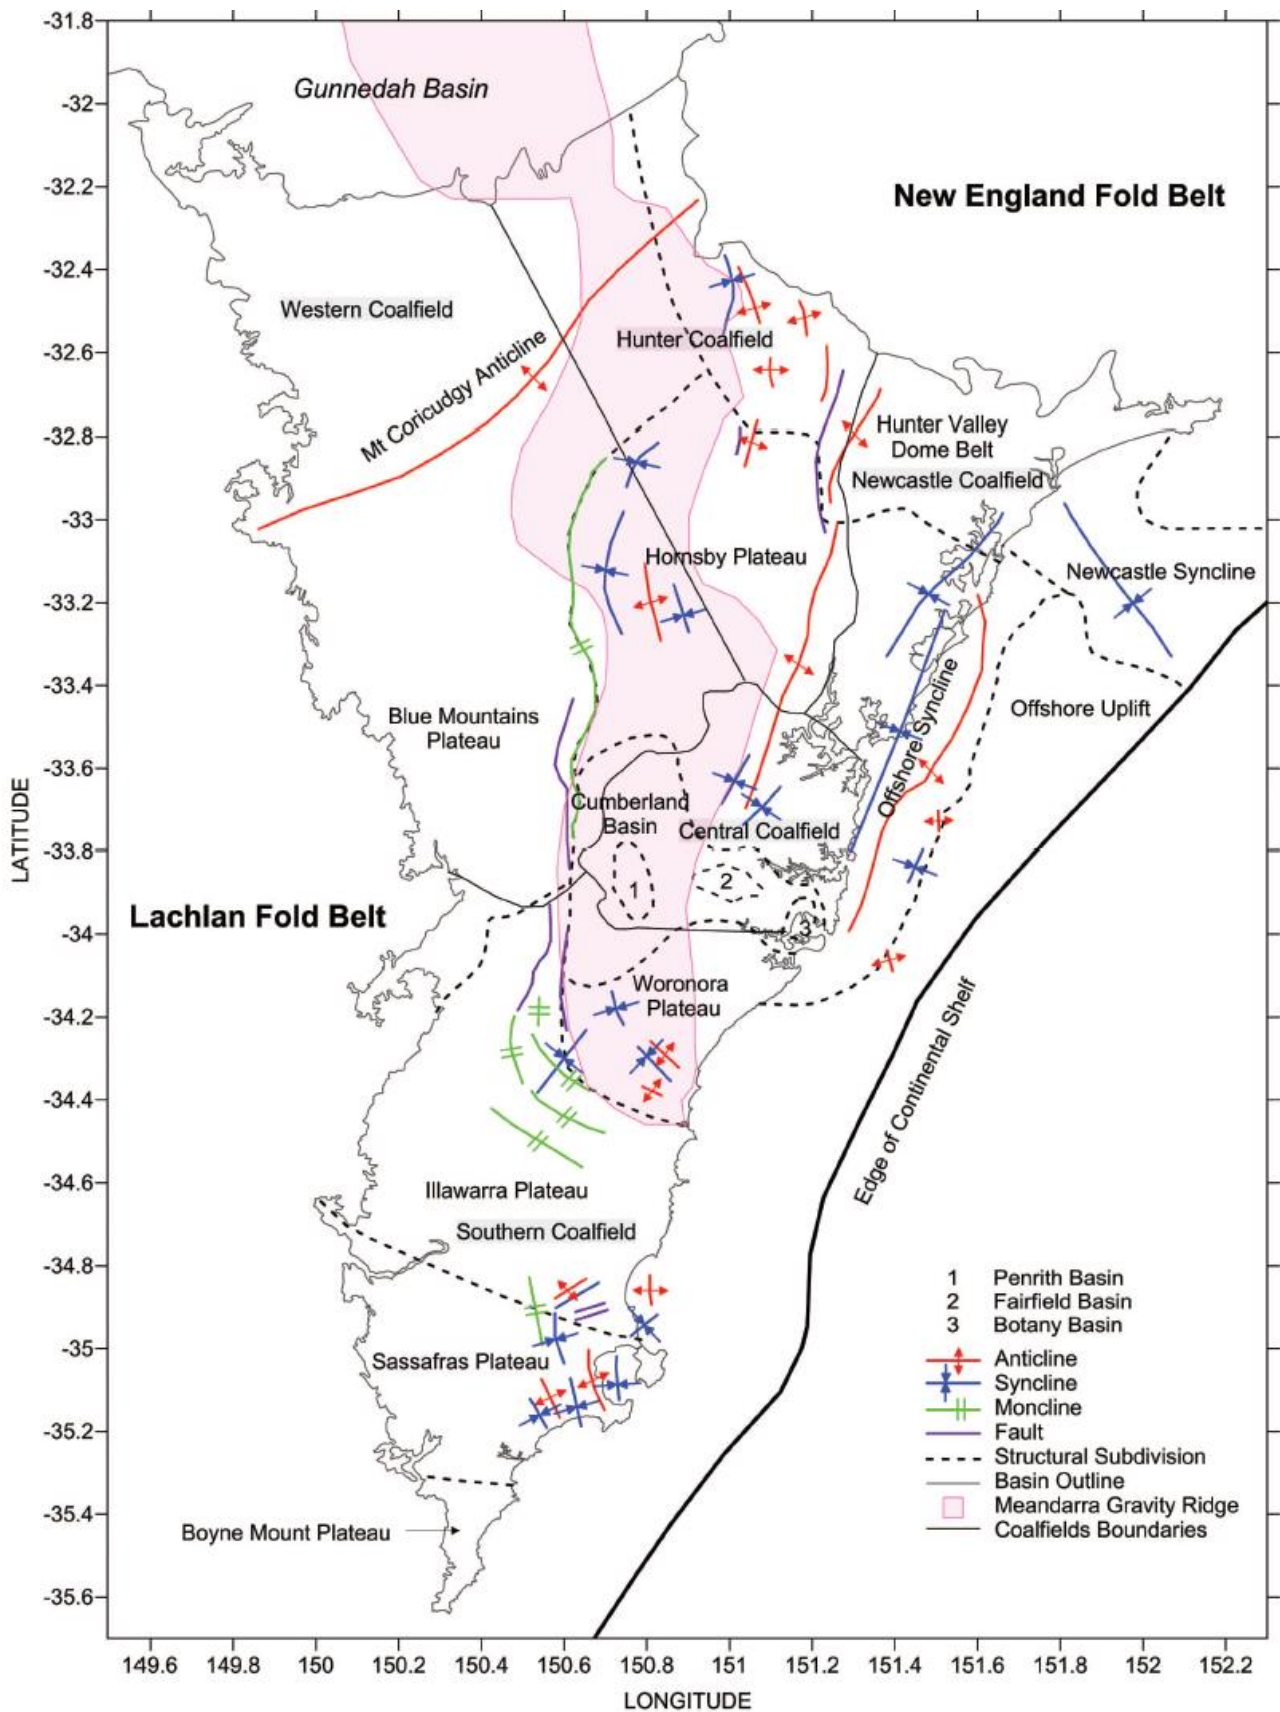 -31.8
-32
-32.2
-32.4
-32.6
-32.8
-33
-33.2
-33.4
-33.6
-33.8
-34
-34.2
-34.4
-34.6
-34.8
-35
-35.2
-35.4
-35.6
LATITUDE
Gunnedah Basin
New England Fold Belt
Western Coalfield
Hunter Coalfield
Mt Coricudgy Anticline
Hunter Valley
Dome Belt
Newcastle Coalfield
Hornsby Plateau
Newcastle Syncline
Blue Mountains
Plateau
Offshore Syncline
Offshore Uplift
Cumberland
Basin
Central Coalfield
1
2
3
Lachlan Fold Belt
Woronora
Plateau
Edge of Continental Shelf
Illawarra Plateau
Southern Coalfield
Sassafras Plateau
Boyne Mount Plateau
1 Penrith Basin
2 Fairfield Basin
3 Botany Basin
Anticline
Syncline
Moncline
Fault
Structural Subdivision
Basin Outline
Meandarra Gravity Ridge
Coalfields Boundaries
149.6 149.8 150 150.2 150.4 150.6 150.8 151 151.2 151.4 151.6 151.8 152 152.2
LONGITUDE